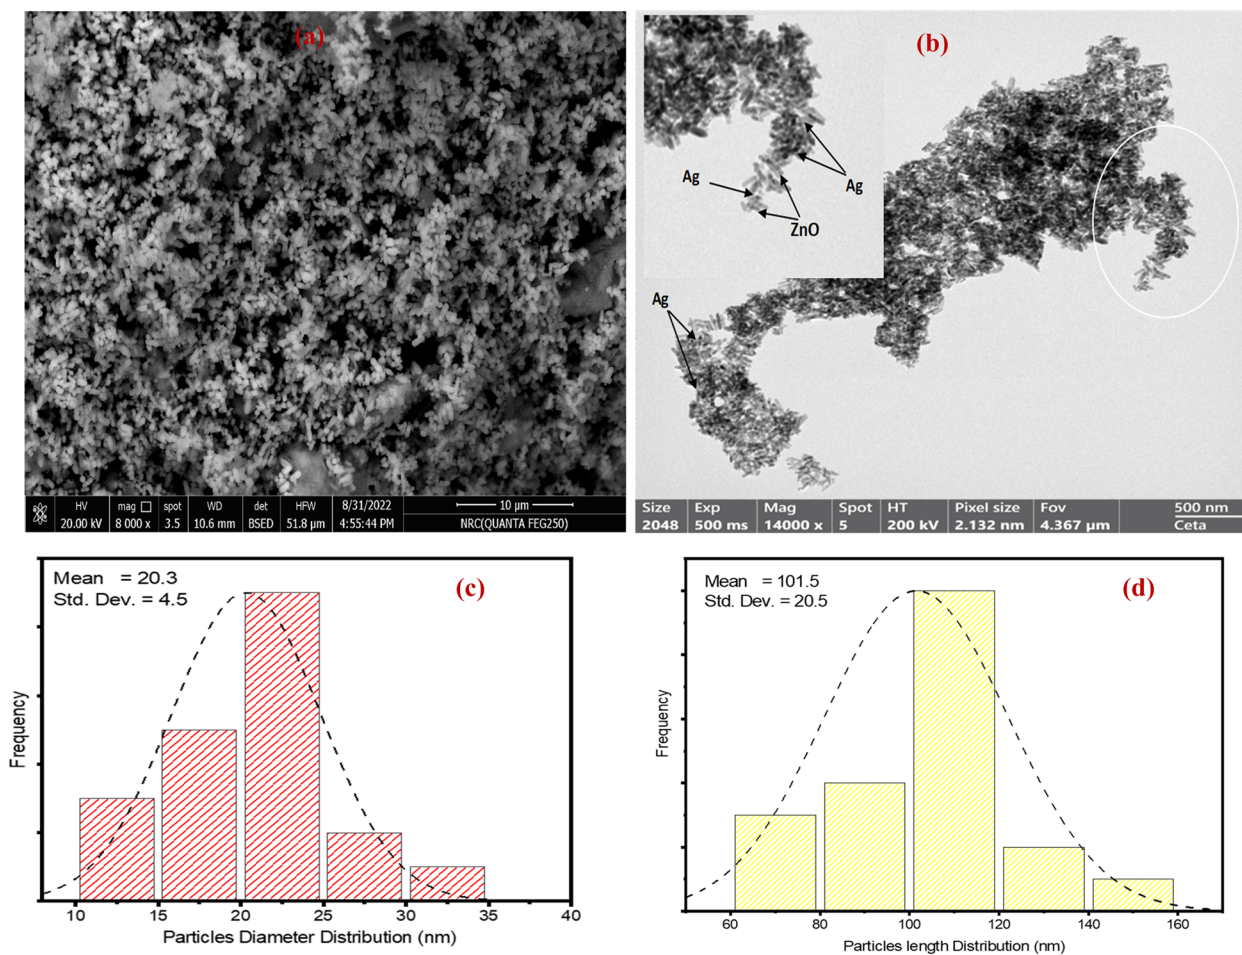 (a)
HV mag □ spot WD det HFW 8/31/2022 10 µm
20.00 kV 8 000 x 3.5 10.6 mm BSED 51.8 µm 4:55:44 PM NRC(QUANTA FEG250)
(b)
Ag
Ag
ZnO
Ag
Size Exp Mag Spot HT Pixel size Fov 500 nm
2048 500 ms 14000 x 5 200 kV 2.132 nm 4.367 µm Ceta
Mean = 20.3
Std. Dev. = 4.5
(c)
Frequency
10 15 20 25 30 35 40
Particles Diameter Distribution (nm)
Mean = 101.5
Std. Dev. = 20.5
(d)
Frequency
60 80 100 120 140 160
Particles length Distribution (nm)